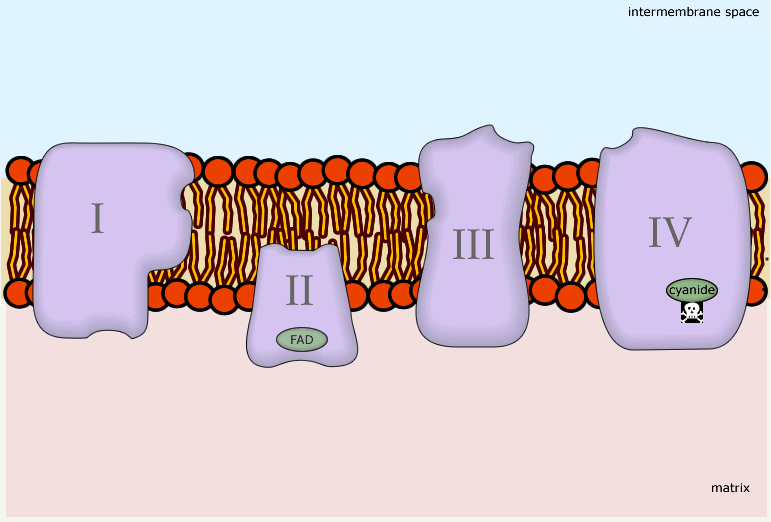 intermembrane space
I
II
III
IV
cyanide
FAD
matrix